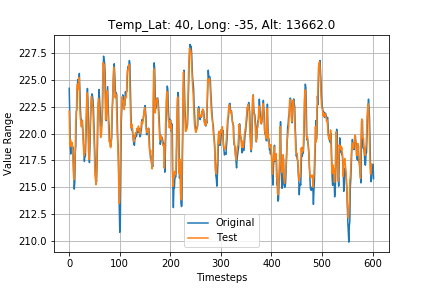 Temp_Lat: 40, Long: -35, Alt: 13662.0
Value Range
227.5
225.0
222.5
220.0
217.5
215.0
212.5
210.0
Original
Test
0 100 200 300 400 500 600
Timesteps